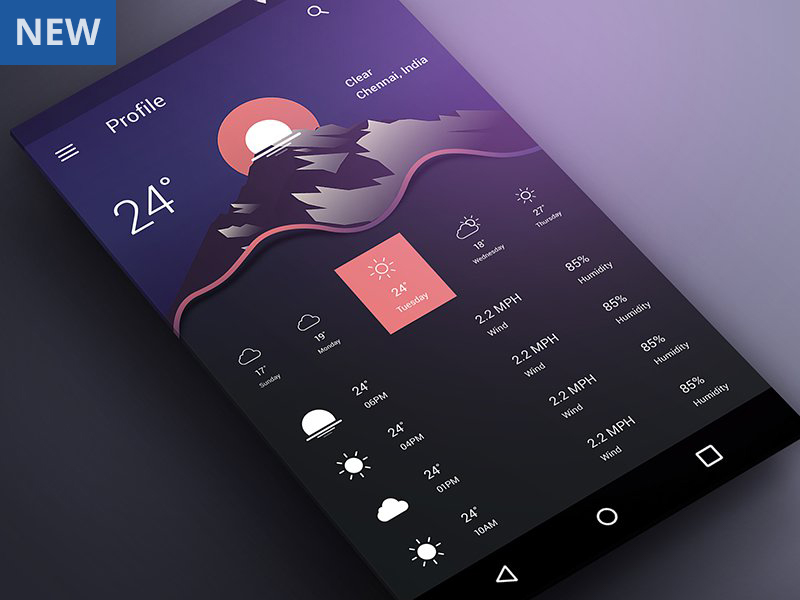 NEW
Profile
Clear
Chennai, India
24°
17°
Sunday
19°
Monday
24°
Tuesday
18°
Wednesday
27°
Thursday
24°
06PM
2.2 MPH
Wind
85%
Humidity
24°
04PM
2.2 MPH
Wind
85%
Humidity
24°
01PM
2.2 MPH
Wind
85%
Humidity
24°
10AM
2.2 MPH
Wind
85%
Humidity